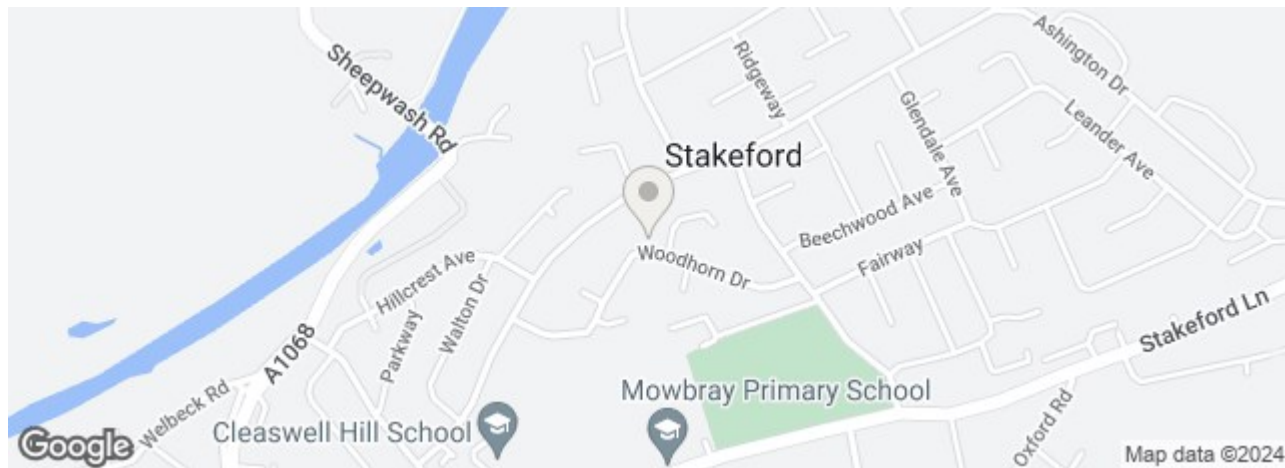 Sheepwash Rd
Ridgeway
Ashington Dr
Glendale Ave
Leander Ave
Stakeford
Beechwood Ave
Woodhorn Dr
Fairway
Hillcrest Ave
Walton Dr
Parkway
A1068
Stakeford Ln
Welbeck Rd
Mowbray Primary School
Cleaswell Hill School
Oxford Rd
Google
Map data ©2024